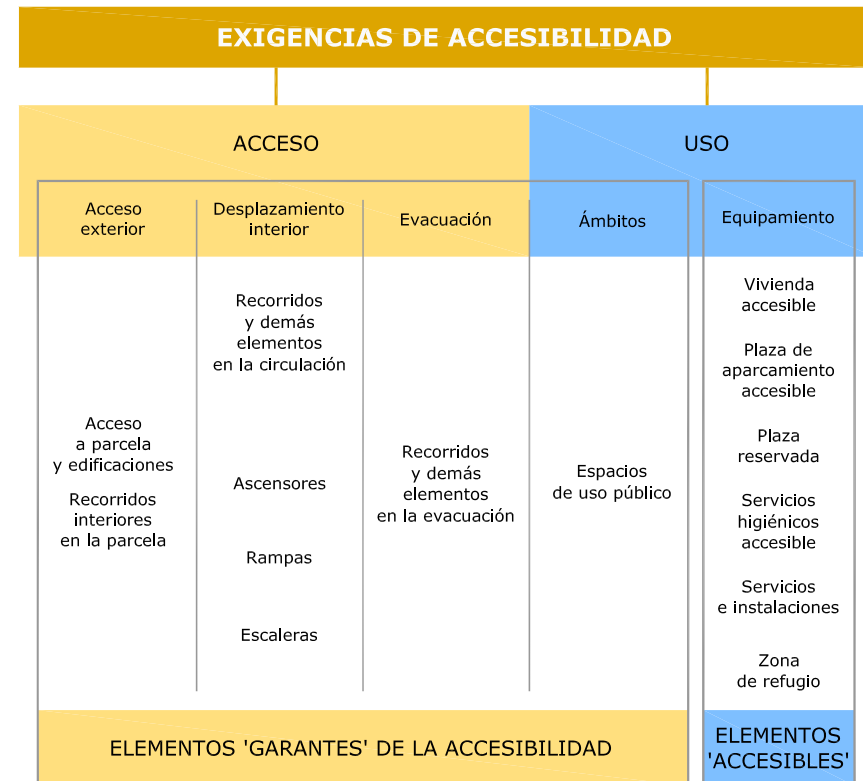 EXIGENCIAS DE ACCESIBILIDAD
ACCESO
USO
Acceso
exterior
Desplazamiento
interior
Evacuación
Ámbitos
Equipamiento
Acceso
a parcela
y edificaciones
Recorridos
interiores
en la parcela
Recorridos
y demás
elementos
en la circulación
Ascensores
Rampas
Escaleras
Recorridos
y demás
elementos
en la evacuación
Espacios
de uso público
Vivienda
accesible
Plaza de
aparcamiento
accesible
Plaza
reservada
Servicios
higiénicos
accesible
Servicios
e instalaciones
Zona
de refugio
ELEMENTOS 'GARANTES' DE LA ACCESIBILIDAD
ELEMENTOS
'ACCESIBLES'